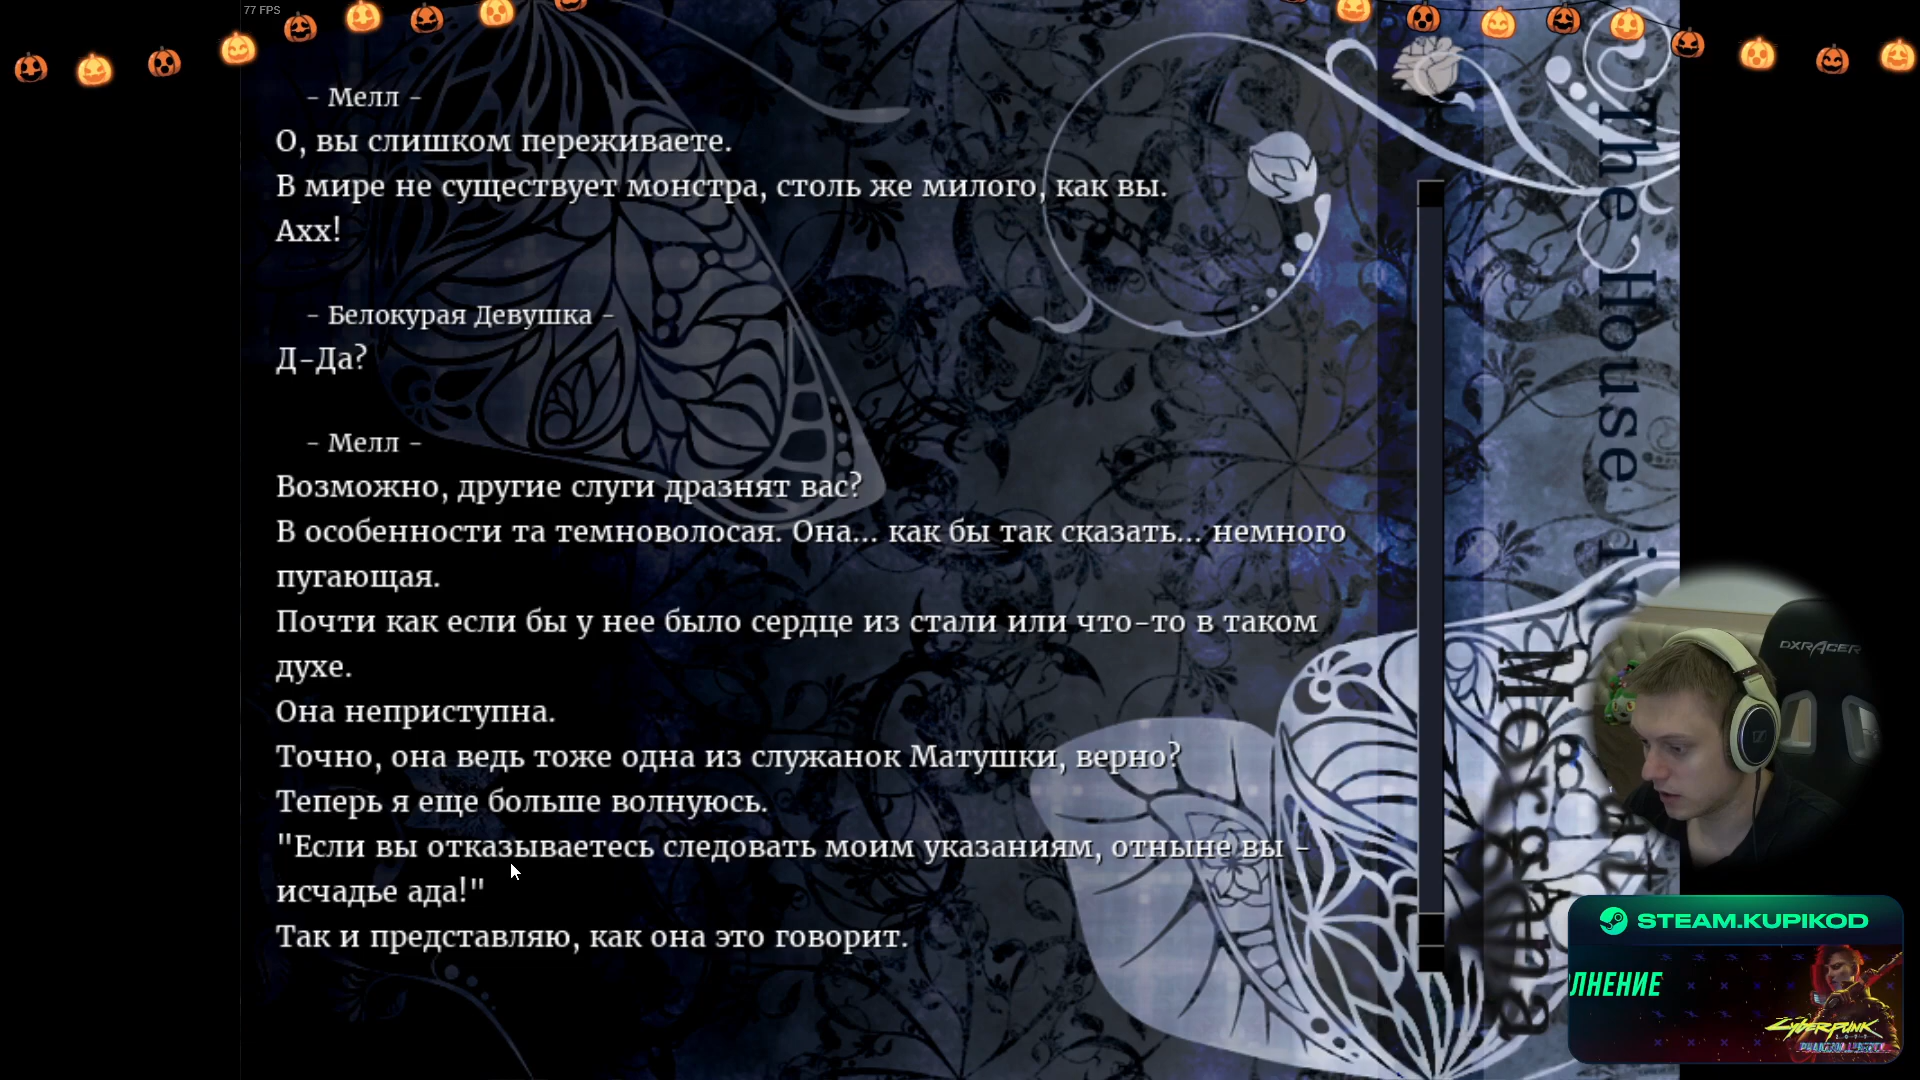 77 FPS
- Мелл -
О, вы слишком переживаете.
В мире не существует монстра, столь же милого, как вы.
Ахх!
- Белокурая Девушка -
Д-Да?
- Мелл -
Возможно, другие слуги дразнят вас?
В особенности та темноволосая. Она... как бы так сказать... немного
пугающая.
Почти как если бы у нее было сердце из стали или что-то в таком
духе.
Она неприступна.
Точно, она ведь тоже одна из служанок Матушки, верно?
Теперь я еще больше волнуюсь.
"Если вы отказываетесь следовать моим указаниям, отныне вы -
исчадье ада!"
Так и представляю, как она это говорит.
The House in
Morgana
DXRACER
STEAM.KUPIKOD
ЛНЕНИЕ
CYBERPUNK
PHANTOM LIBERTY